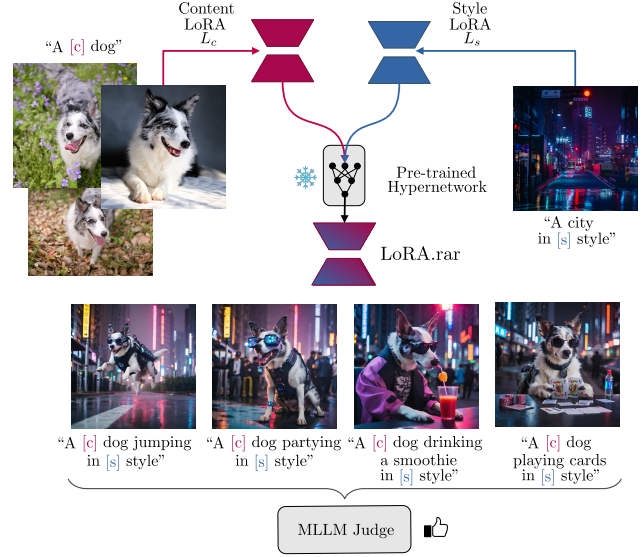 Content
LoRA
L_c
Style
LoRA
L_s
“A [c] dog”
Pre-trained
Hypernetwork
“A city
in [s] style”
LoRA.rar
“A [c] dog jumping
in [s] style”
“A [c] dog partying
in [s] style”
“A [c] dog drinking
a smoothie
in [s] style”
“A [c] dog
playing cards
in [s] style”
MLLM Judge